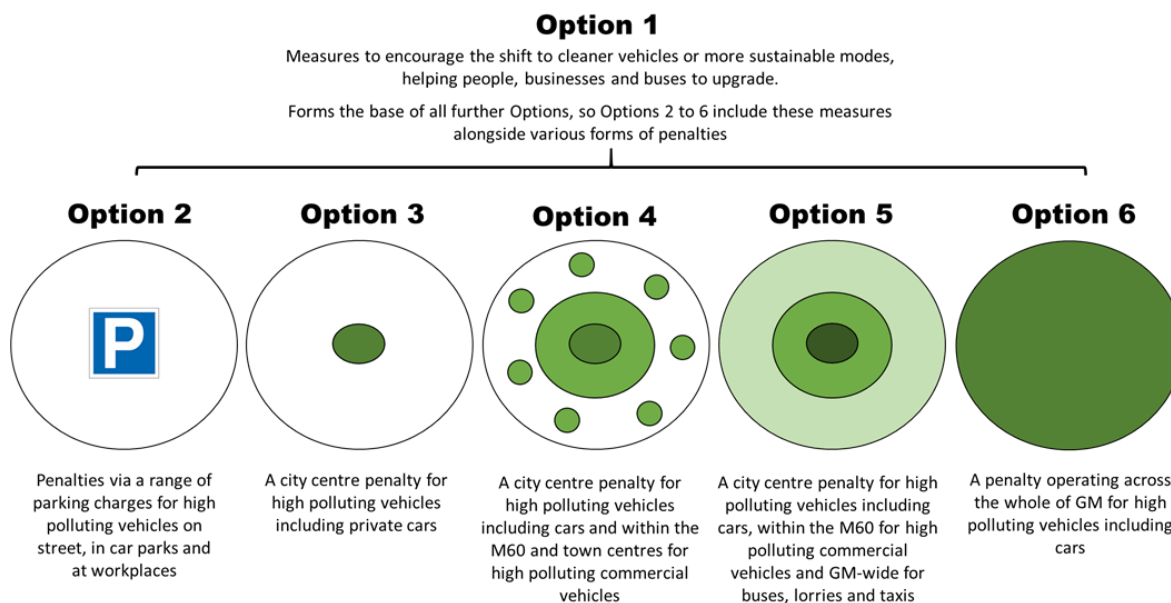 Option 1
Measures to encourage the shift to cleaner vehicles or more sustainable modes,
helping people, businesses and buses to upgrade.
Forms the base of all further Options, so Options 2 to 6 include these measures
alongside various forms of penalties
Option 2
P
Penalties via a range of
parking charges for high
polluting vehicles on
street, in car parks and
at workplaces
Option 3
A city centre penalty for
high polluting vehicles
including private cars
Option 4
A city centre penalty for
high polluting vehicles
including cars and within the
M60 and town centres for
high polluting commercial
vehicles
Option 5
A city centre penalty for high
polluting vehicles including
cars, within the M60 for high
polluting commercial
vehicles and GM-wide for
buses, lorries and taxis
Option 6
A penalty operating across
the whole of GM for high
polluting vehicles including
cars